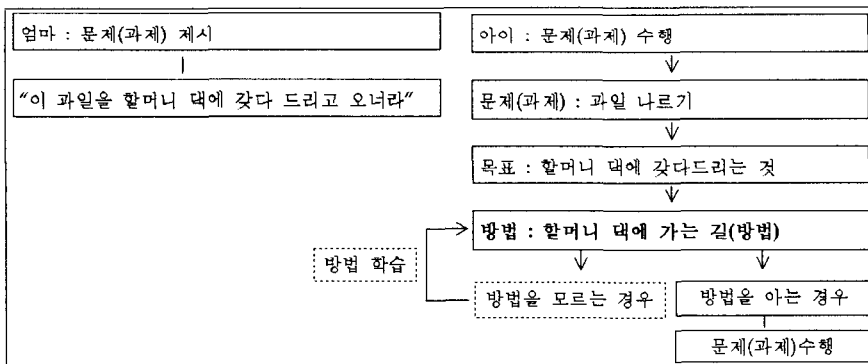 엄마 : 문제(과제) 제시
“이 과일을 할머니 댁에 갖다 드리고 오너라”
아이 : 문제(과제) 수행
문제(과제) : 과일 나르기
목표 : 할머니 댁에 갖다드리는 것
방법 : 할머니 댁에 가는 길(방법)
방법 학습
방법을 모르는 경우
방법을 아는 경우
문제(과제)수행